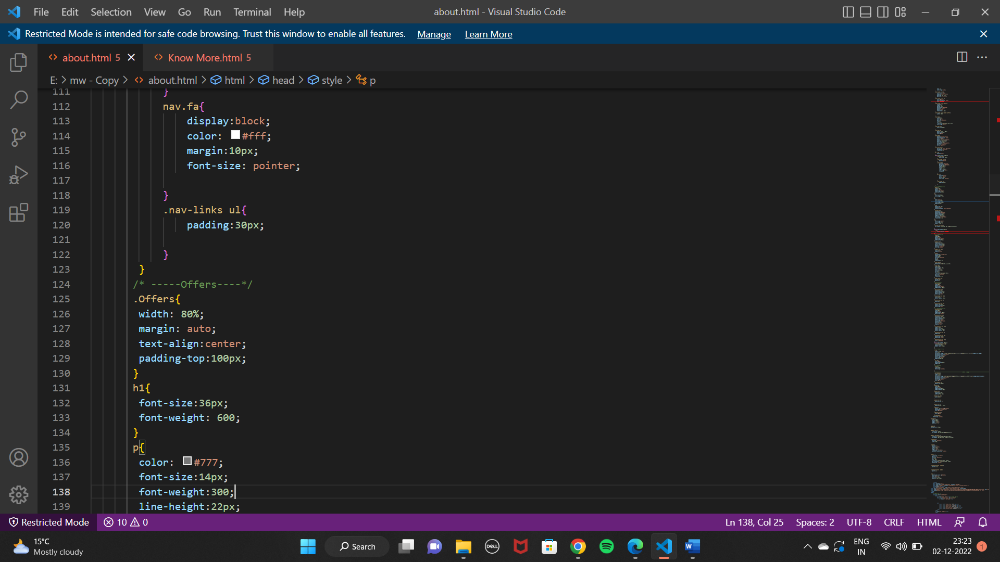 File Edit Selection View Go Run Terminal Help about.html - Visual Studio Code
Restricted Mode is intended for safe code browsing. Trust this window to enable all features. Manage Learn More
about.html 5 Know More.html 5
E: mw - Copy about.html html head style p
111 }
112 nav.fa{
113 display:block;
114 color: #fff;
115 margin:10px;
116 font-size: pointer;
117
118 }
119 .nav-links ul{
120 padding:30px;
121
122 }
123 }
124 /* -----Offers----*/
125 .Offers{
126 width: 80%;
127 margin: auto;
128 text-align:center;
129 padding-top:100px;
130 }
131 h1{
132 font-size:36px;
133 font-weight: 600;
134 }
135 p{
136 color: #777;
137 font-size:14px;
138 font-weight:300;
139 line-height:22px;
Restricted Mode 10 0 Ln 138, Col 25 Spaces: 2 UTF-8 CRLF HTML
15°C
Mostly cloudy
Search
DELL
W
ENG
IN
23:23
02-12-2022
1